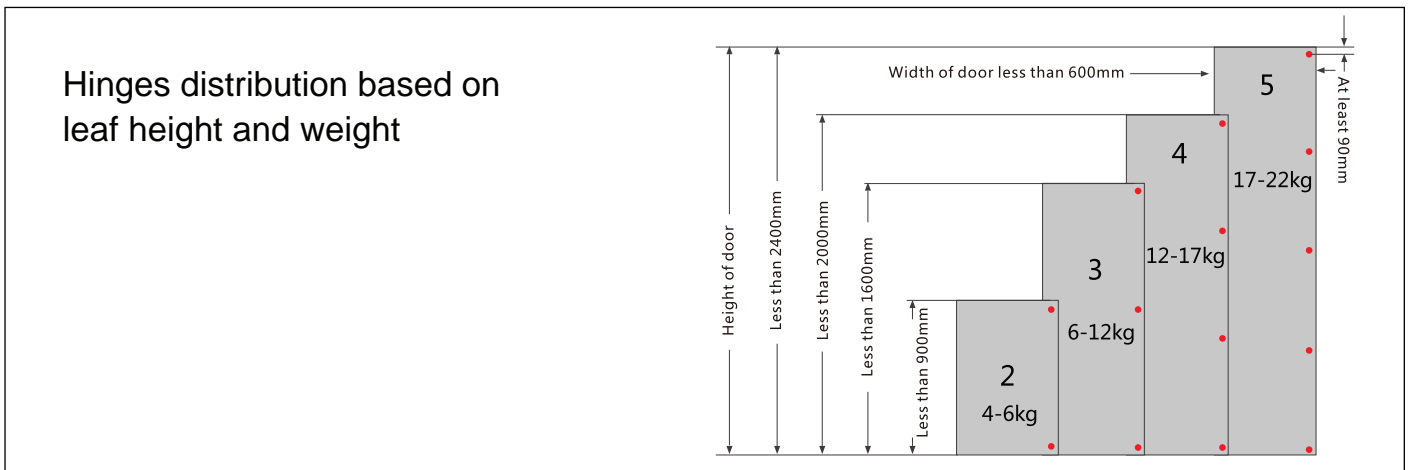 Hinges distribution based on
leaf height and weight
Width of door less than 600mm
At least 90mm
Height of door
Less than 2400mm
Less than 2000mm
Less than 1600mm
Less than 900mm
5
17-22kg
4
12-17kg
3
6-12kg
2
4-6kg